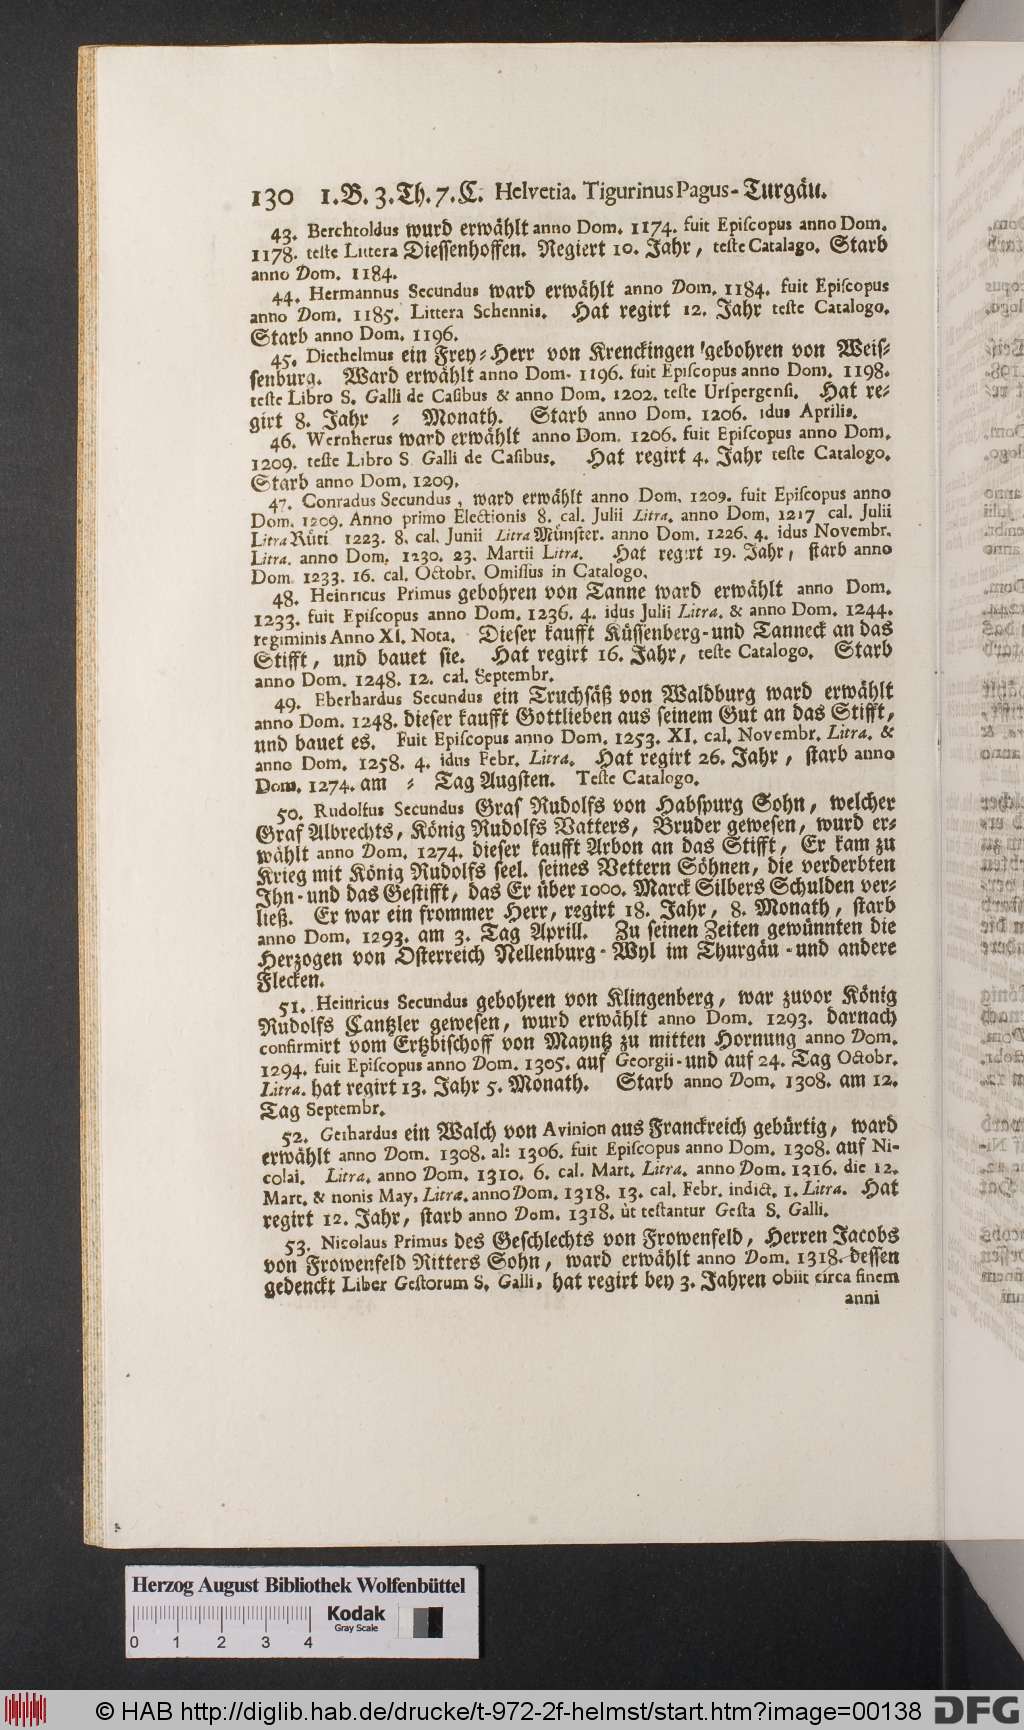 130 1. B. 3. Th. 7. C. Helvetia. Tigurinus Pagus- Turgäu.
43. Berchtoldus wurd erwählt anno Dom. 1174. fuit Episcopus anno Dom.
1178. teste Littera Diessenhoffen. Regiert 10. Jahr, teste Catalago. Starb
anno Dom. 1184.
44. Hermannus Secundus ward erwählt anno Dom. 1184. fuit Episcopus
anno Dom. 1185. Littera Schennis. Hat regirt 12. Jahr teste Catalogo.
Starb anno Dom. 1196.
45. Diethelmus ein Frey-Herr von Krenckingen gebohren von Weis-
senburg. Ward erwählt anno Dom. 1196. fuit Episcopus anno Dom. 1198.
teste Libro S. Galli de Casibus & anno Dom. 1202. teste Urspergensi. Hat re-
girt 8. Jahr - Monath. Starb anno Dom. 1206. idus Aprilis.
46. Wernherus ward erwählt anno Dom. 1206. fuit Episcopus anno Dom.
1209. teste Libro S Galli de Casibus. Hat regirt 4. Jahr teste Catalogo.
Starb anno Dom. 1209.
47. Conradus Secundus, ward erwählt anno Dom. 1209. fuit Episcopus anno
Dom. 1209. Anno primo Electionis 8. cal. Julii Litra. anno Dom. 1217 cal. Julii
Litra Rüti 1223. 8. cal. Junii Litra Münster. anno Dom. 1226. 4. idus Novembr.
Litra. anno Dom. 1230. 23. Martii Litra. Hat regirt 19. Jahr, starb anno
Dom. 1233. 16. cal. Octobr. Omissus in Catalogo.
48. Heinricus Primus gebohren von Tanne ward erwählt anno Dom.
1233. fuit Episcopus anno Dom. 1236. 4. idus Julii Litra. & anno Dom. 1244.
regiminis Anno XI. Nota. Dieser kaufft Küssenberg-und Tanneck an das
Stifft, und bauet sie. Hat regirt 16. Jahr, teste Catalogo. Starb
anno Dom. 1248. 12. cal. Septembr.
49. Eberhardus Secundus ein Truchsäß von Waldburg ward erwählt
anno Dom. 1248. dieser kaufft Gottlieben aus seinem Gut an das Stifft,
und bauet es. Fuit Episcopus anno Dom. 1253. XI. cal. Novembr. Litra. &
anno Dom. 1258. 4. idus Febr. Litra. Hat regirt 26. Jahr, starb anno
Dom. 1274. am - Tag Augsten. Teste Catalogo.
50. Rudolfus Secundus Graf Rudolfs von Habspurg Sohn, welcher
Graf Albrechts, König Rudolfs Vatters, Bruder gewesen, wurd er-
wählt anno Dom. 1274. dieser kaufft Arbon an das Stifft, Er kam zu
Krieg mit König Rudolfs seel. seines Vettern Söhnen, die verderbten
Ihn-und das Gestifft, das Er über 1000. Marck Silbers Schulden ver-
ließ. Er war ein frommer Herr, regirt 18. Jahr, 8. Monath, starb
anno Dom. 1293. am 3. Tag Aprill. Zu seinen Zeiten gewünnten die
Herzogen von Osterreich Nellenburg-Wyl im Thurgäu-und andere
Flecken.
51. Heinricus Secundus gebohren von Klingenberg, war zuvor König
Rudolfs Cantzler gewesen, wurd erwählt anno Dom. 1293. darnach
confirmirt vom Ertzbischoff von Mayntz zu mitten Hornung anno Dom.
1294. fuit Episcopus anno Dom. 1305. auf Georgii-und auf 24. Tag Octobr.
Litra. hat regirt 13. Jahr 5. Monath. Starb anno Dom. 1308. am 12.
Tag Septembr.
52. Gerhardus ein Walch von Avinion aus Franckreich gebürtig, ward
erwählt anno Dom. 1308. al: 1306. fuit Episcopus anno Dom. 1308. auf Ni-
colai. Litra. anno Dom. 1310. 6. cal. Mart. Litra. anno Dom. 1316. die 12.
Mart. & nonis May, Litra. anno Dom. 1318. 13. cal. Febr. indict. 1. Litra. Hat
regirt 12. Jahr, starb anno Dom. 1318. ùt testantur Gesta S. Galli.
53. Nicolaus Primus des Geschlechts von Frowenfeld, Herren Jacobs
von Frowenfeld Ritters Sohn, ward erwählt anno Dom. 1318. dessen
gedenckt Liber Gestorum S. Galli, hat regirt bey 3. Jahren obiit circa finem
anni
Herzog August Bibliothek Wolfenbüttel
Kodak
Gray Scale
0 1 2 3 4
© HAB http://diglib.hab.de/drucke/t-972-2f-helmst/start.htm?image=00138
DFG